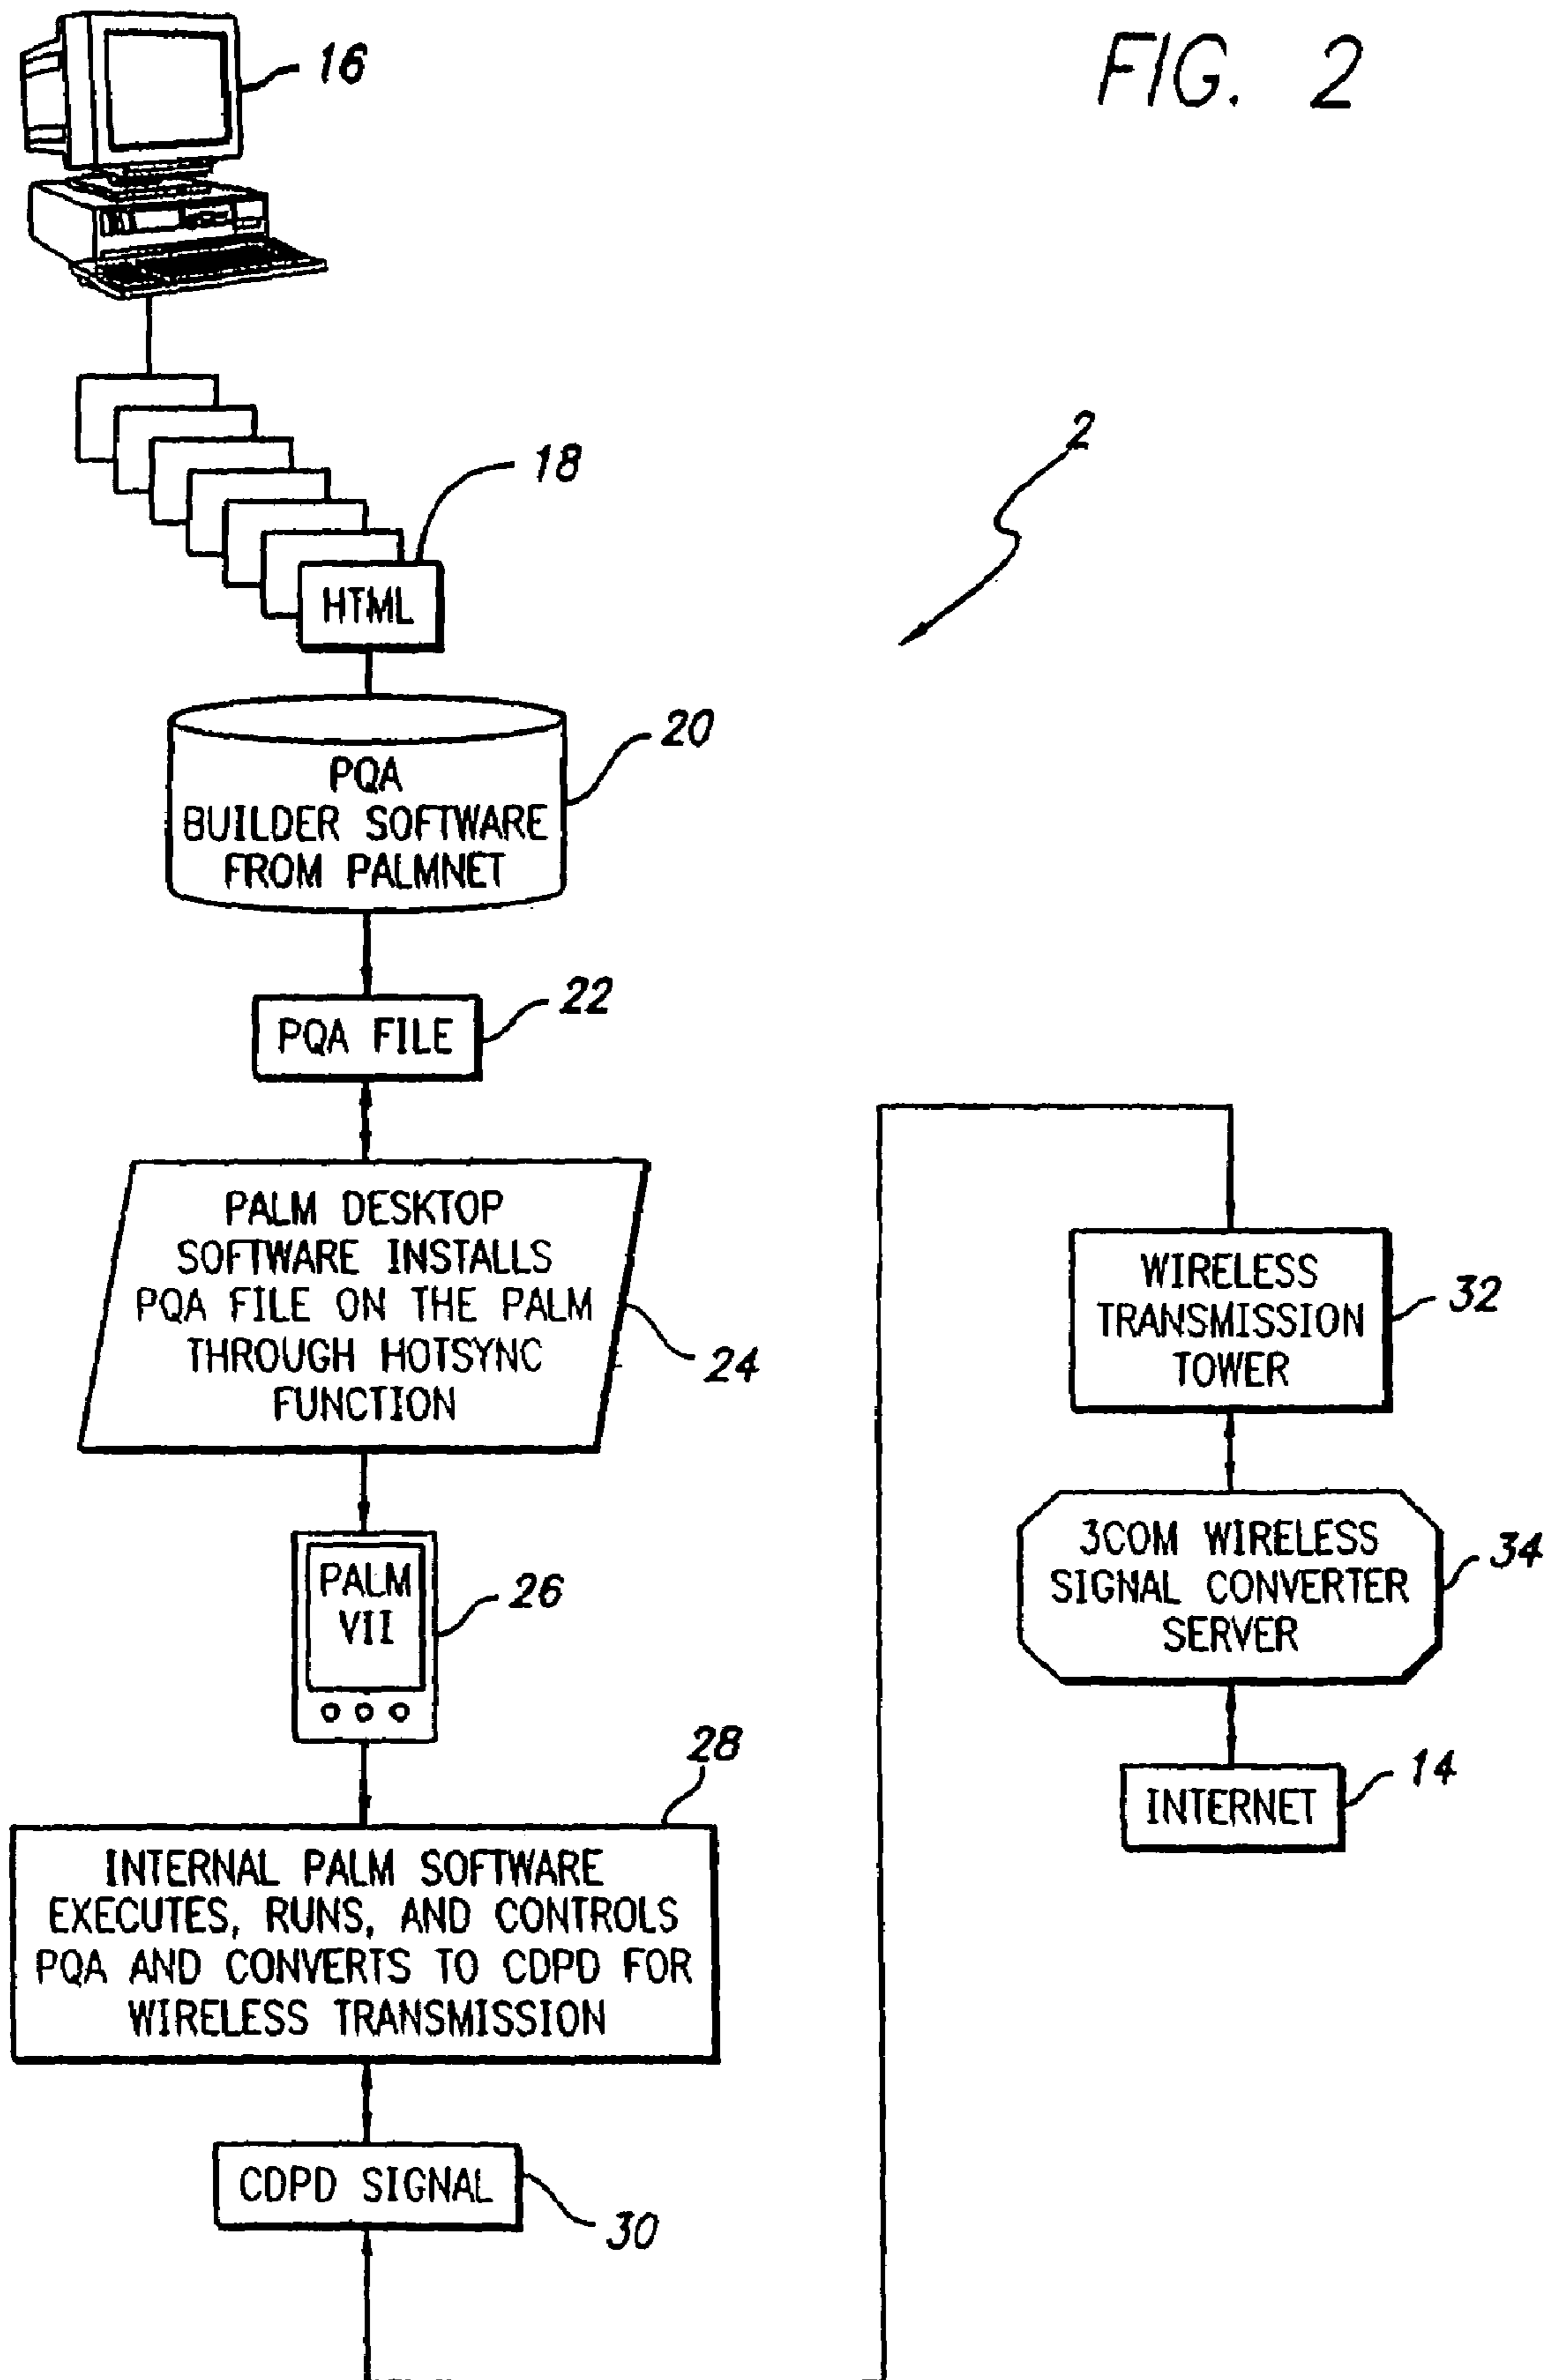 FIG. 2
16
2
18
HTML
20
PQA
BUILDER SOFTWARE
FROM PALMNET
22
PQA FILE
PALM DESKTOP
SOFTWARE INSTALLS
PQA FILE ON THE PALM
THROUGH HOTSYNC
FUNCTION
24
PALM
VII
26
28
INTERNAL PALM SOFTWARE
EXECUTES, RUNS, AND CONTROLS
PQA AND CONVERTS TO CDPD FOR
WIRELESS TRANSMISSION
CDPD SIGNAL
30
WIRELESS
TRANSMISSION
TOWER
32
3COM WIRELESS
SIGNAL CONVERTER
SERVER
34
INTERNET
14